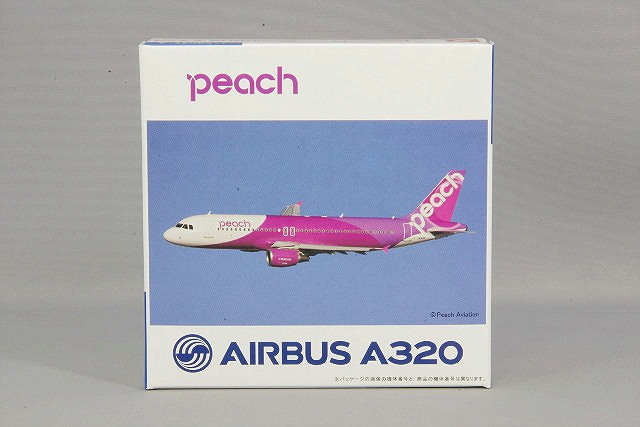 peach
peach
peach
©Peach Aviation
AIRBUS A320
※パッケージの画像の機体番号と、製品の機体番号は異なります。